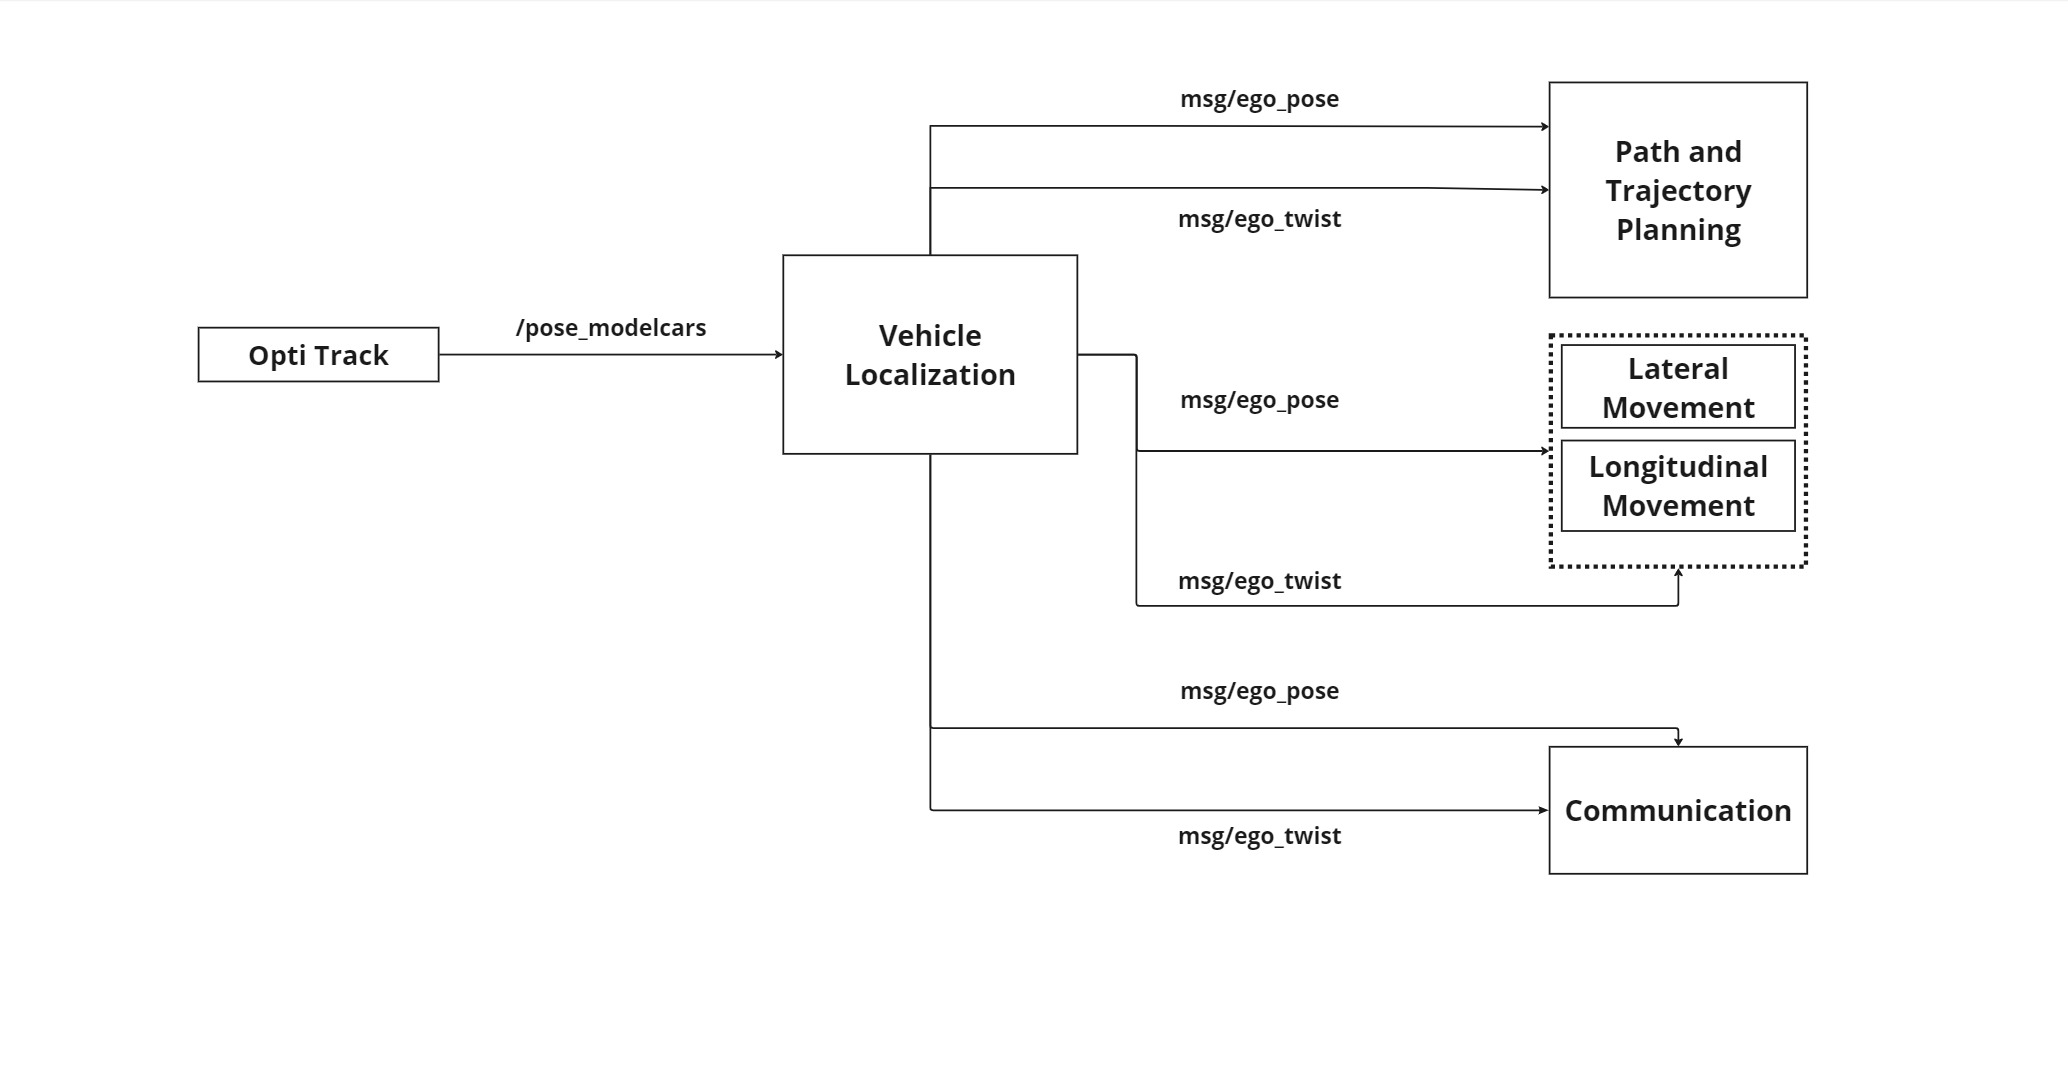 msg/ego_pose
Path and
Trajectory
Planning
msg/ego_twist
Opti Track
/pose_modelcars
Vehicle
Localization
msg/ego_pose
Lateral
Movement
Longitudinal
Movement
msg/ego_twist
msg/ego_pose
Communication
msg/ego_twist